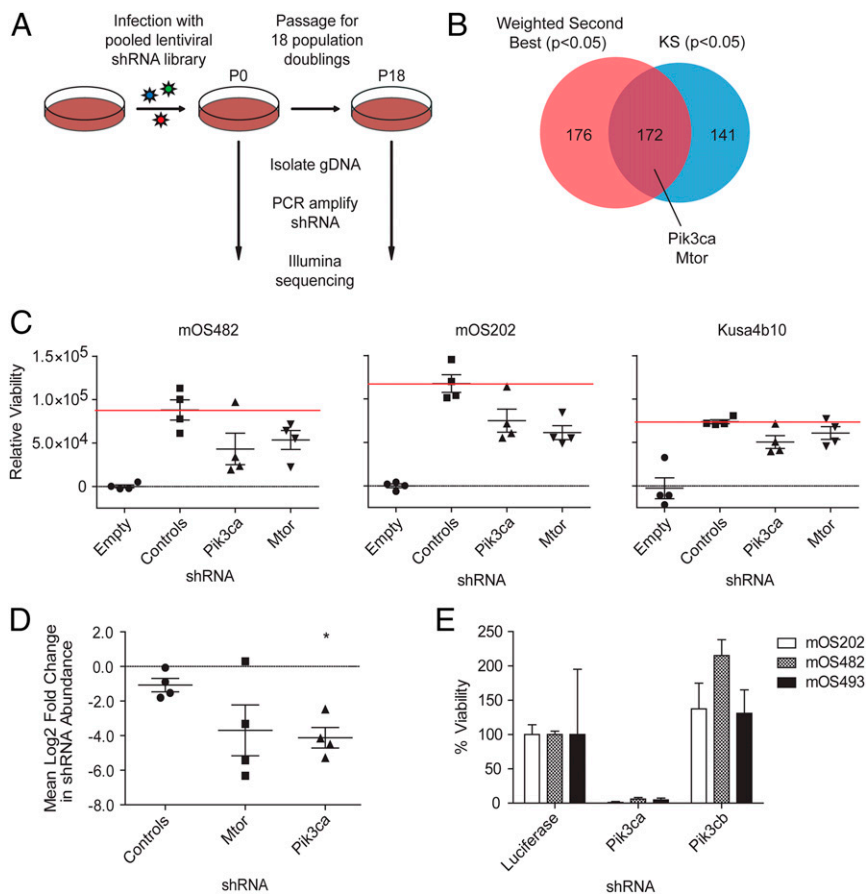 A
Infection with
pooled lentiviral
shRNA library
Passage for
18 population
doublings
P0
P18
Isolate gDNA
PCR amplify
shRNA
Illumina
sequencing
B
Weighted Second
Best (p<0.05)
KS (p<0.05)
176
172
141
Pik3ca
Mtor
C
mOS482
mOS202
Kusa4b10
Relative Viability
1.5×10⁵
1.0×10⁵
5.0×10⁴
0
Empty
Controls
Pik3ca
Mtor
shRNA
Empty
Controls
Pik3ca
Mtor
shRNA
Empty
Controls
Pik3ca
Mtor
shRNA
D
Mean Log2 Fold Change
in shRNA Abundance
2.0
0.0
-2.0
-4.0
-6.0
-8.0
*
Controls
Mtor
Pik3ca
shRNA
E
% Viability
250
200
150
100
50
0
mOS202
mOS482
mOS493
Luciferase
Pik3ca
Pik3cb
shRNA